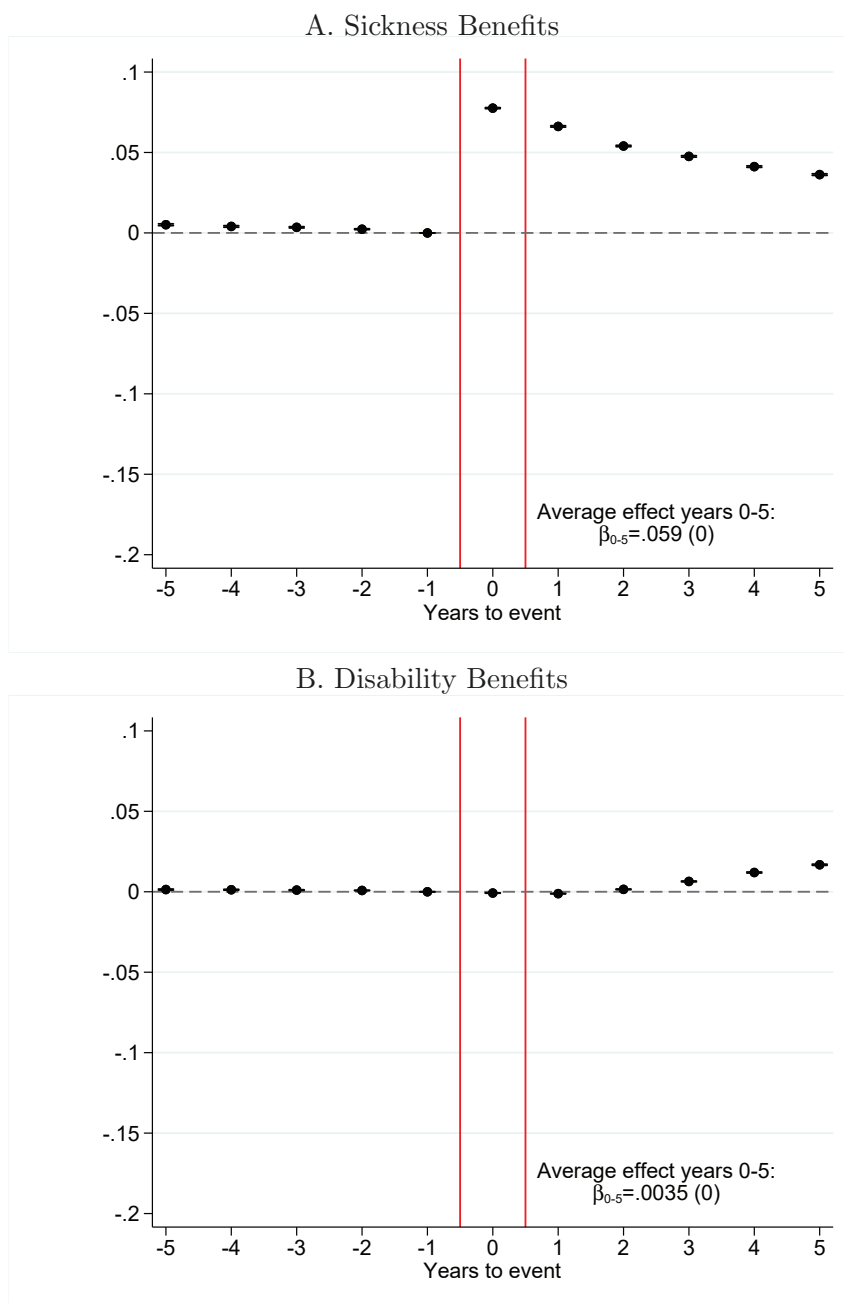 A. Sickness Benefits
.1
.05
0
-.05
-.1
-.15
-.2
Average effect years 0-5:
β0-5=.059 (0)
-5 -4 -3 -2 -1 0 1 2 3 4 5
Years to event
B. Disability Benefits
.1
.05
0
-.05
-.1
-.15
-.2
Average effect years 0-5:
β0-5=.0035 (0)
-5 -4 -3 -2 -1 0 1 2 3 4 5
Years to event